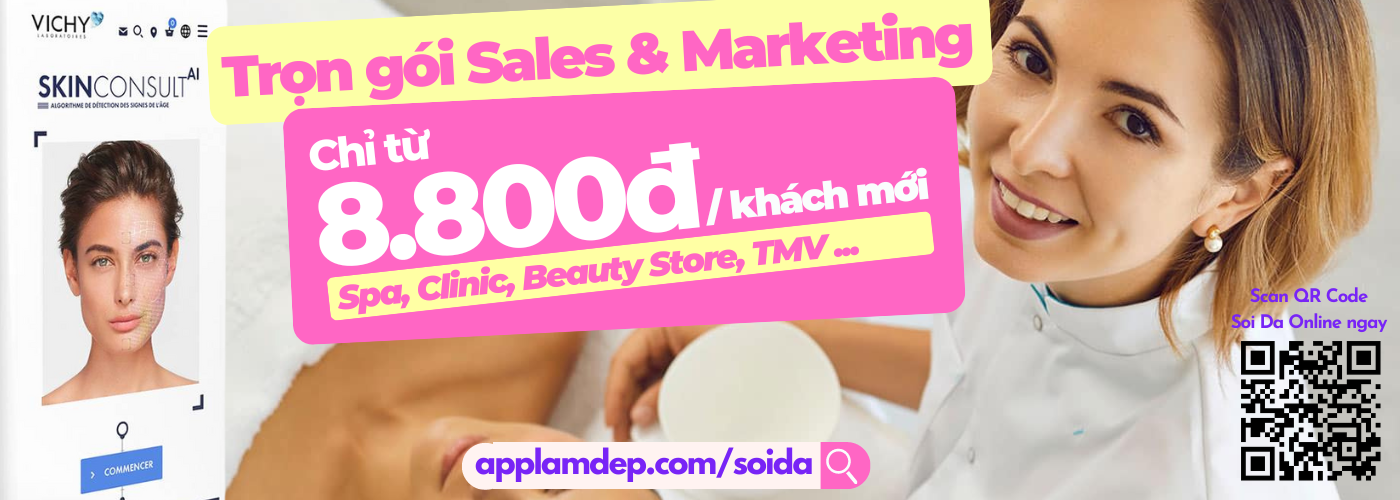 VICHY
LABORATOIRES
0
SKINCONSULT AI
ALGORITHME DE DÉTECTION DES SIGNES DE L'ÂGE
COMMENCER
Trọn gói Sales & Marketing
Chỉ từ
8.800đ/ khách mới
Spa, Clinic, Beauty Store, TMV ...
applamdep.com/soida
Scan QR Code
Soi Da Online ngay